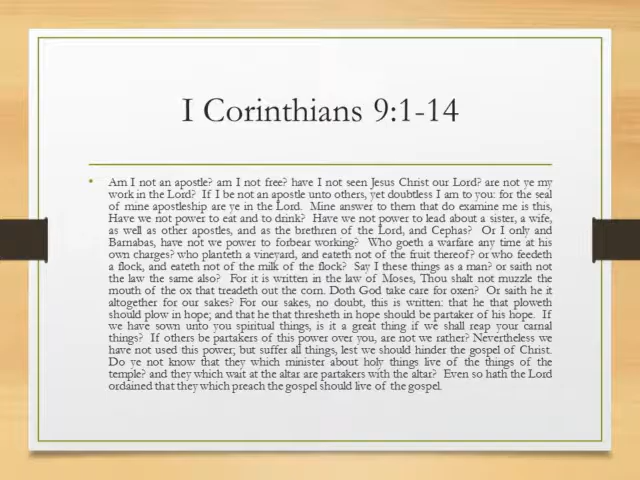 I Corinthians 9:1-14
• Am I not an apostle? am I not free? have I not seen Jesus Christ our Lord? are not ye my
work in the Lord? If I be not an apostle unto others, yet doubtless I am to you: for the seal
of mine apostleship are ye in the Lord. Mine answer to them that do examine me is this,
Have we not power to eat and to drink? Have we not power to lead about a sister, a wife,
as well as other apostles, and as the brethren of the Lord, and Cephas? Or I only and
Barnabas, have not we power to forbear working? Who goeth a warfare any time at his
own charges? who planteth a vineyard, and eateth not of the fruit thereof? or who feedeth
a flock, and eateth not of the milk of the flock? Say I these things as a man? or saith not
the law the same also? For it is written in the law of Moses, Thou shalt not muzzle the
mouth of the ox that treadeth out the corn. Doth God take care for oxen? Or saith he it
altogether for our sakes? For our sakes, no doubt, this is written: that he that ploweth
should plow in hope; and that he that thresheth in hope should be partaker of his hope. If
we have sown unto you spiritual things, is it a great thing if we shall reap your carnal
things? If others be partakers of this power over you, are not we rather? Nevertheless we
have not used this power; but suffer all things, lest we should hinder the gospel of Christ.
Do ye not know that they which minister about holy things live of the things of the
temple? and they which wait at the altar are partakers with the altar? Even so hath the Lord
ordained that they which preach the gospel should live of the gospel.